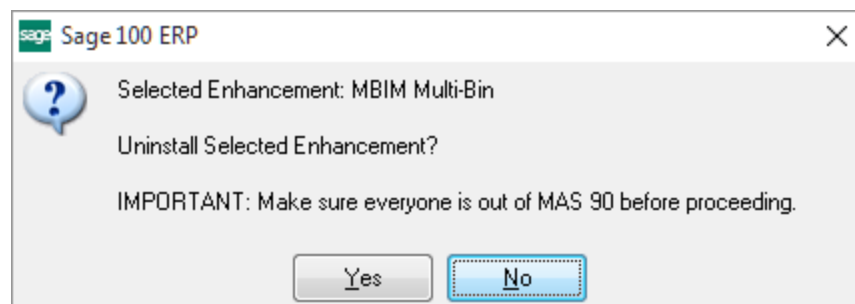 sage Sage 100 ERP
Selected Enhancement: MBIM Multi-Bin
Uninstall Selected Enhancement?
IMPORTANT: Make sure everyone is out of MAS 90 before proceeding.
Yes No